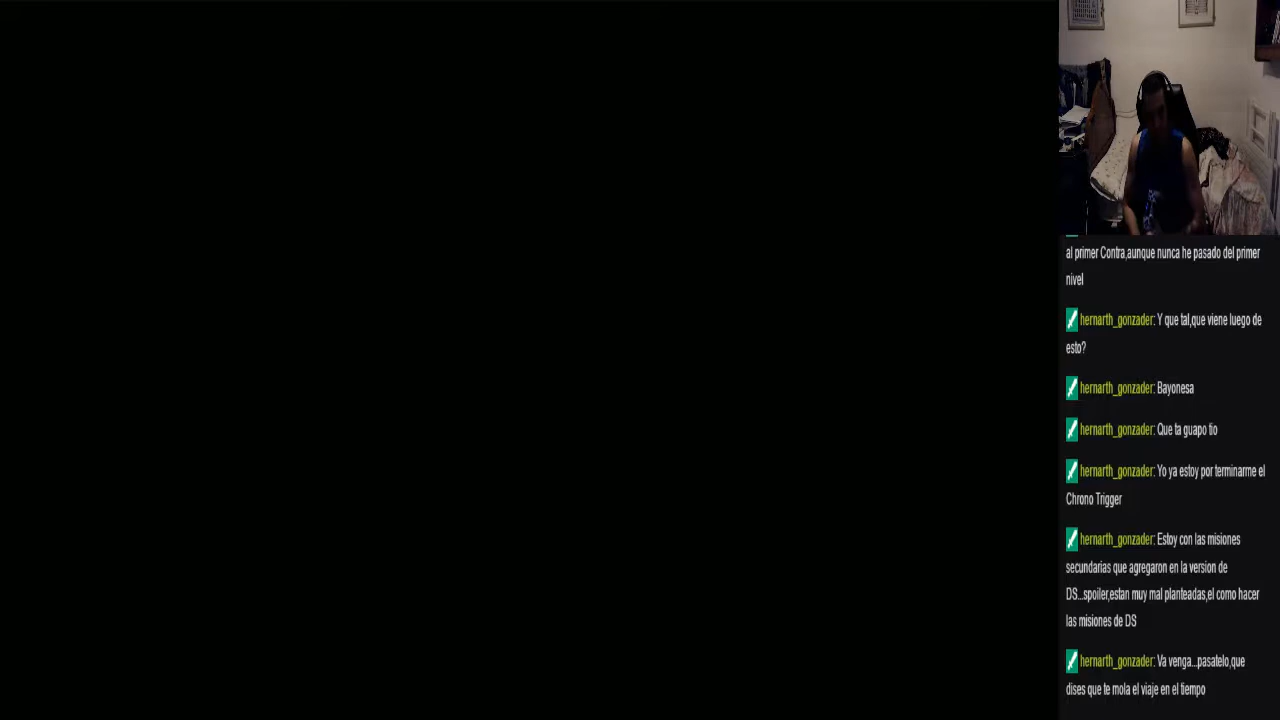 al primer Contra,aunque nunca he pasado del primer
nivel
hernarth_gonzader: Y que tal,que viene luego de
esto?
hernarth_gonzader: Bayonesa
hernarth_gonzader: Que ta guapo tio
hernarth_gonzader: Yo ya estoy por terminarme el
Chrono Trigger
hernarth_gonzader: Estoy con las misiones
secundarias que agregaron en la version de
DS...spoiler,estan muy mal planteadas,el como hacer
las misiones de DS
hernarth_gonzader: Va venga...pasatelo,que
dises que te mola el viaje en el tiempo